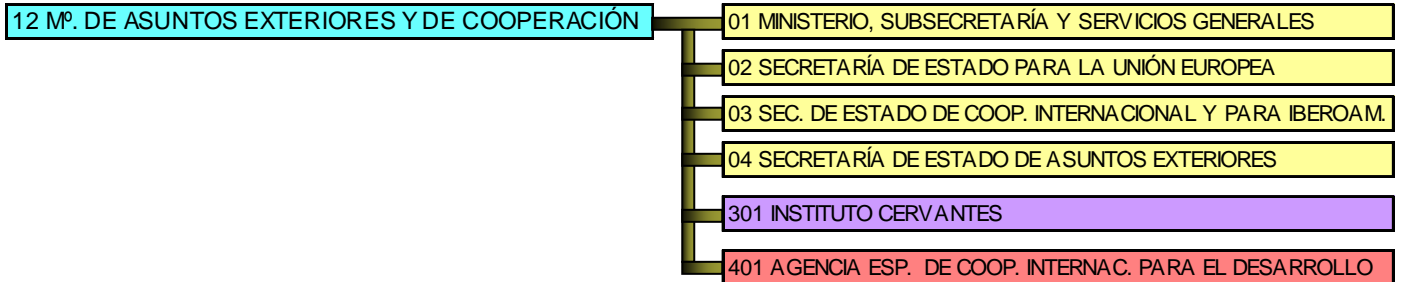 12 Mº. DE ASUNTOS EXTERIORES Y DE COOPERACIÓN
01 MINISTERIO, SUBSECRETARÍA Y SERVICIOS GENERALES
02 SECRETARÍA DE ESTADO PARA LA UNIÓN EUROPEA
03 SEC. DE ESTADO DE COOP. INTERNACIONAL Y PARA IBEROAM.
04 SECRETARÍA DE ESTADO DE ASUNTOS EXTERIORES
301 INSTITUTO CERVANTES
401 AGENCIA ESP. DE COOP. INTERNAC. PARA EL DESARROLLO